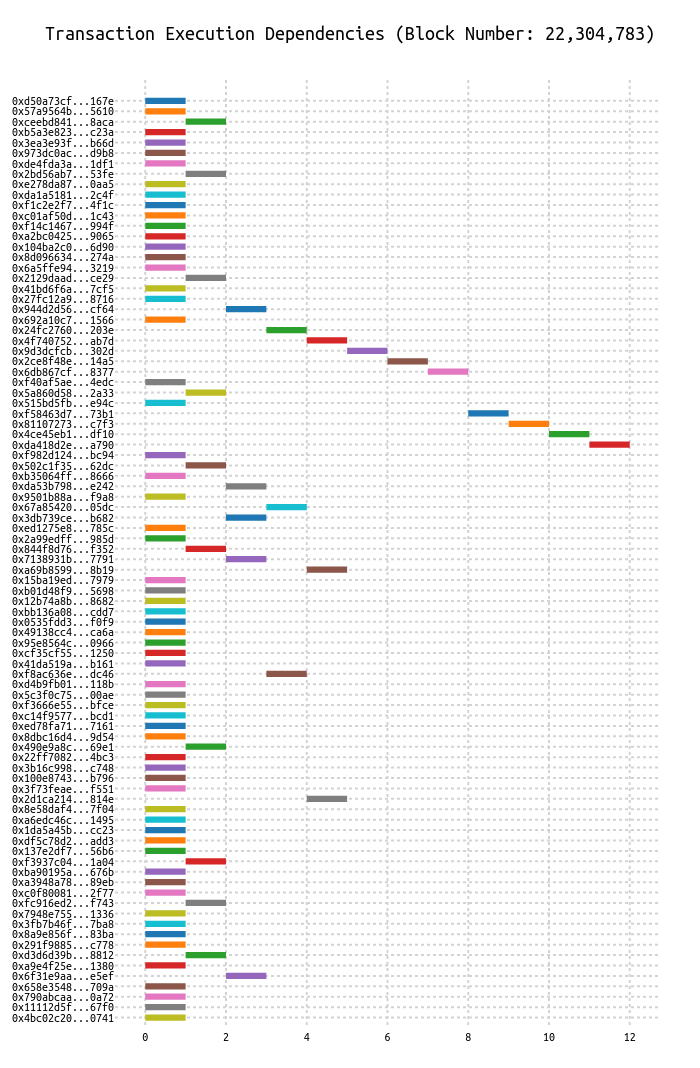 Transaction Execution Dependencies (Block Number: 22,304,783)
0xd50a73cf...167e
0x57a9564b...5610
0xceebd841...8aca
0xb5a3e823...c23a
0x3ea3e93f...b66d
0x973dc0ac...d9b8
0xde4fda3a...1df1
0x2bd56ab7...53fe
0xe278da87...0aa5
0xda1a5181...2c4f
0xf1c2e2f7...4f1c
0xc01af50d...1c43
0xf14c1467...994f
0xa2bc0425...9065
0x104ba2c0...6d90
0x8d096634...274a
0x6a5ffe94...3219
0x2129daad...ce29
0x41bd6f6a...7cf5
0x27fc12a9...8716
0x944d2d56...cf64
0x692a10c7...1566
0x24fc2760...203e
0x4f740752...ab7d
0x9d3dcfcb...302d
0x2ce8f48e...14a5
0x6db867cf...8377
0xf40af5ae...4edc
0x5a860d58...2a33
0x515bd5fb...e94c
0xf58463d7...73b1
0x81107273...c7f3
0x4ce45eb1...df10
0xda418d2e...a790
0xf982d124...bc94
0x502c1f35...62dc
0xb35064ff...8666
0xda53b798...e242
0x9501b88a...f9a8
0x67a85420...05dc
0x3db739ce...b682
0xed1275e8...785c
0x2a99edff...985d
0x844f8d76...f352
0x7138931b...7791
0xa69b8599...8b19
0x15ba19ed...7979
0xb01d48f9...5698
0x12b74a8b...8682
0xbb136a08...cdd7
0x0535fdd3...f0f9
0x49138cc4...ca6a
0x95e8564c...0966
0xcf35cf55...1250
0x41da519a...b161
0xf8ac636e...dc46
0xd4b9fb01...118b
0x5c3f0c75...00ae
0xf3666e55...bfce
0xc14f9577...bcd1
0xed78fa71...7161
0x8dbc16d4...9d54
0x490e9a8c...69e1
0x22ff7082...4bc3
0x3b16c998...c748
0x100e8743...b796
0x3f73feae...f551
0x2d1ca214...814e
0x8e58daf4...7f04
0xa6edc46c...1495
0x1da5a45b...cc23
0xdf5c78d2...add3
0x137e2df7...56b6
0xf3937c04...1a04
0xba90195a...676b
0xa3948a78...89eb
0xc0f80081...2f77
0xfc916ed2...f743
0x7948e755...1336
0x3fb7b46f...7ba8
0x8a9e856f...83ba
0x291f9885...c778
0xd3d6d39b...8812
0xa9e4f25e...1380
0x6f31e9aa...e5ef
0x658e3548...709a
0x790abcaa...0a72
0x11112d5f...67f0
0x4bc02c20...0741
0 2 4 6 8 10 12